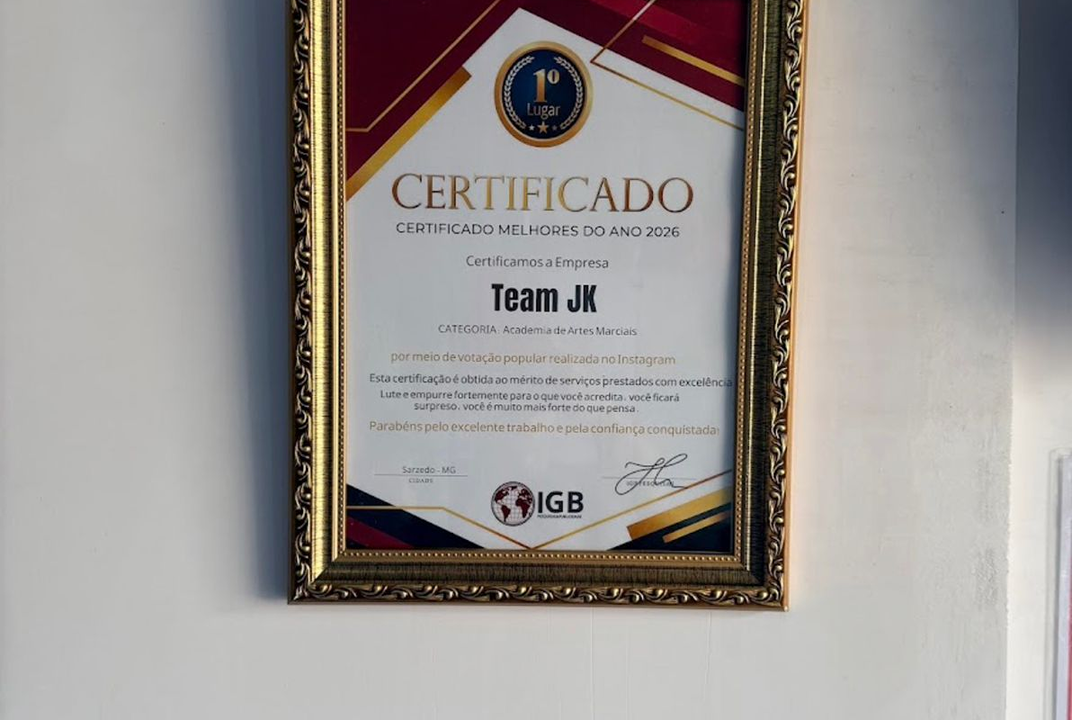 1º
Lugar
CERTIFICADO
CERTIFICADO MELHORES DO ANO 2026
Certificamos a Empresa
Team JK
CATEGORIA: Academia de Artes Marciais
por meio de votação popular realizada no Instagram
Esta certificação é obtida ao mérito de serviços prestados com excelência
Lute e empurre fortemente para o que você acredita, você ficará
surpreso, você é muito mais forte do que pensa.
Parabéns pelo excelente trabalho e pela confiança conquistada!
Sarzedo - MG
CIDADE
IGB